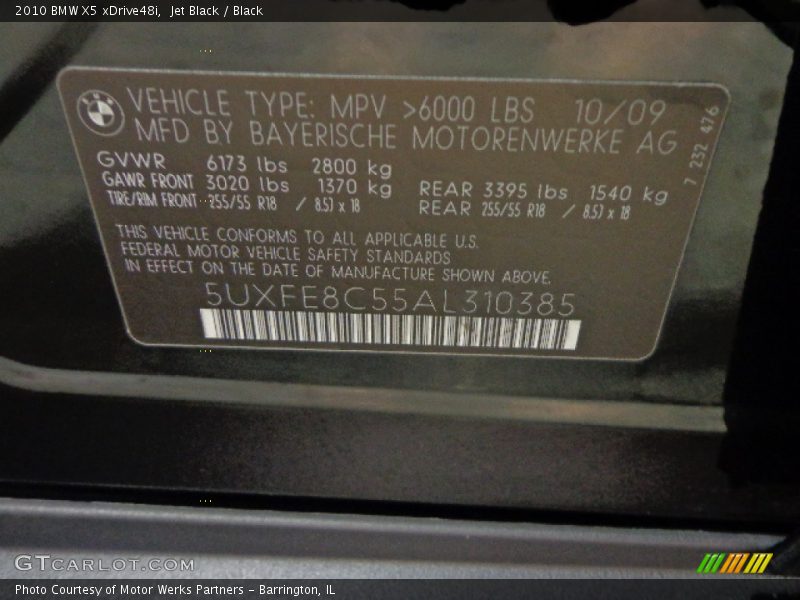 2010 BMW X5 xDrive48i, Jet Black / Black
BMW
VEHICLE TYPE: MPV >6000 LBS 10/09
MFD BY BAYERISCHE MOTORENWERKE AG
7 232 476
GVWR 6173 lbs 2800 kg
GAWR FRONT 3020 lbs 1370 kg REAR 3395 lbs 1540 kg
TIRE/RIM FRONT 255/55 R18 / 8.5J x 18 REAR 255/55 R18 / 8.5J x 18
THIS VEHICLE CONFORMS TO ALL APPLICABLE U.S.
FEDERAL MOTOR VEHICLE SAFETY STANDARDS
IN EFFECT ON THE DATE OF MANUFACTURE SHOWN ABOVE.
5UXFE8C55AL310385
GTCARLOT.COM
Photo Courtesy of Motor Werks Partners - Barrington, IL